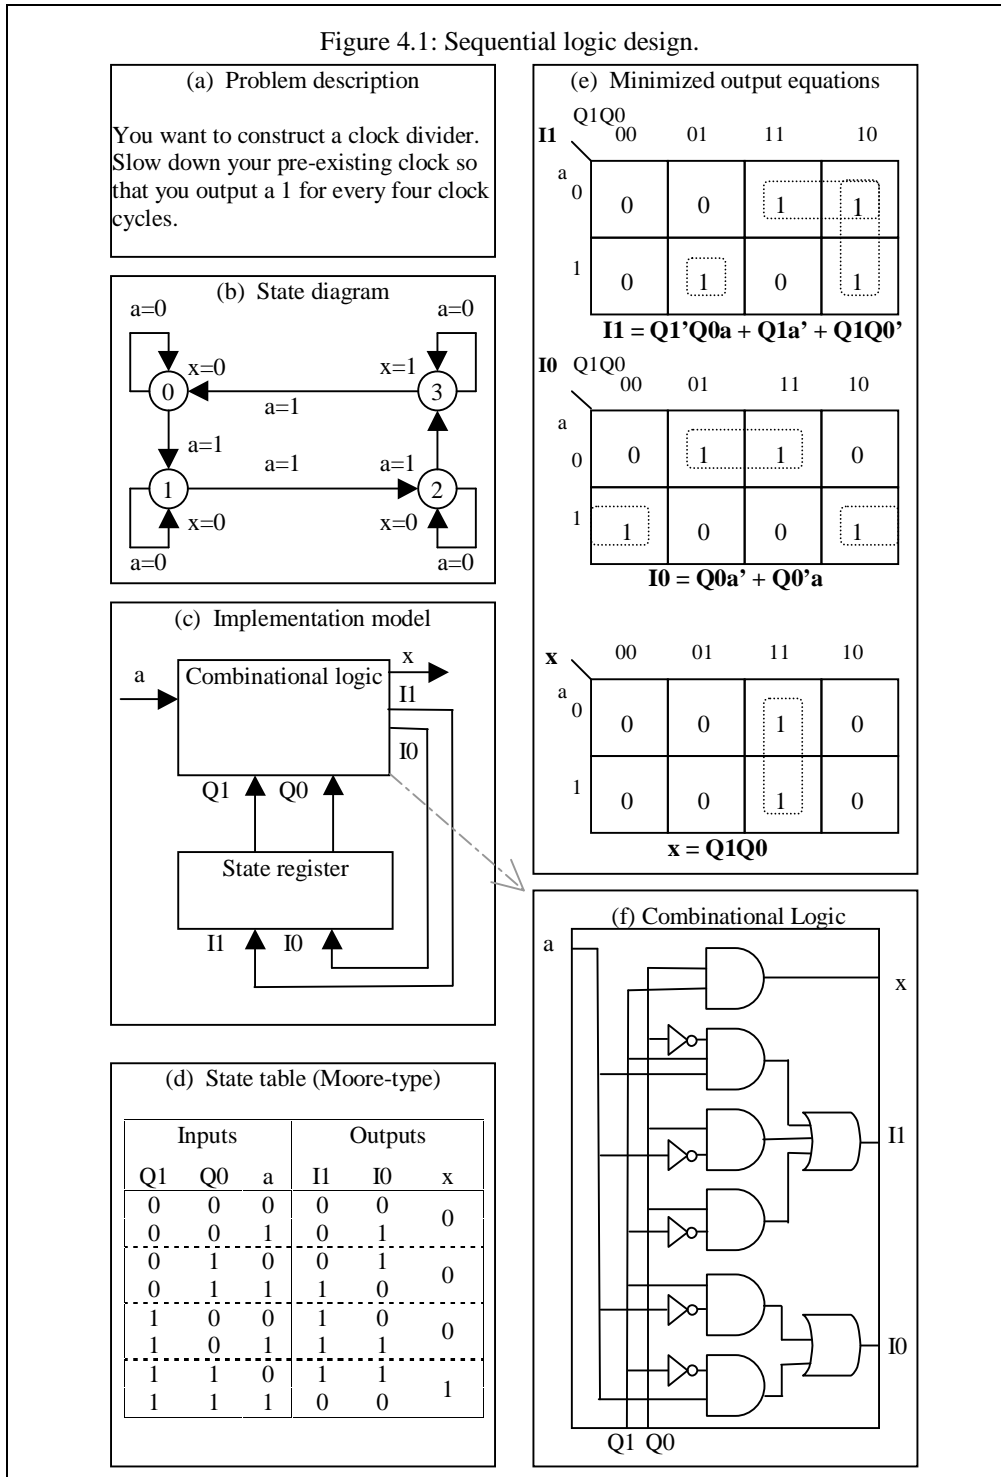 Figure 4.1: Sequential logic design.
(a) Problem description
You want to construct a clock divider.
Slow down your pre-existing clock so
that you output a 1 for every four clock
cycles.
(b) State diagram
a=0 a=0
x=0 x=1
0 3
a=1
a=1
a=1 a=1
1 2
x=0 x=0
a=0 a=0
(c) Implementation model
a
Combinational logic
x
I1
I0
Q1 Q0
State register
I1 I0
(d) State table (Moore-type)
Inputs Outputs
Q1 Q0 a I1 I0 x
0 0 0 0 0
0
0 0 1 0 1
0 1 0 0 1
0
0 1 1 1 0
1 0 0 1 0
0
1 0 1 1 1
1 1 0 1 1
1
1 1 1 0 0
(e) Minimized output equations
I1 Q1Q0
00 01 11 10
a
0 0 0 1 1
1 0 1 0 1
I1 = Q1’Q0a + Q1a’ + Q1Q0’
I0 Q1Q0
00 01 11 10
a
0 0 1 1 0
1 1 0 0 1
I0 = Q0a’ + Q0’a
x 00 01 11 10
a
0 0 0 1 0
1 0 0 1 0
x = Q1Q0
(f) Combinational Logic
a
x
I1
I0
Q1 Q0